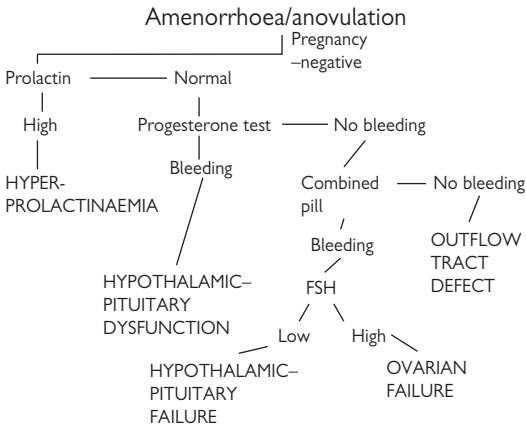 Amenorrhoea/anovulation
Pregnancy
–negative
Prolactin
Normal
High
Progesterone test
No bleeding
Bleeding
HYPER-
PROLACTINAEMIA
Combined
pill
No bleeding
Bleeding
OUTFLOW
TRACT
DEFECT
HYPOTHALAMIC–
PITUITARY
DYSFUNCTION
FSH
Low
High
HYPOTHALAMIC–
PITUITARY
FAILURE
OVARIAN
FAILURE